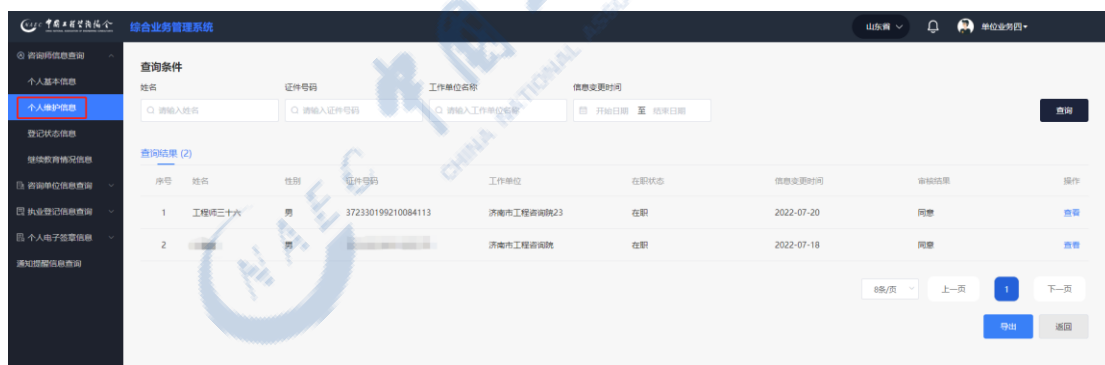 CNAEC 中国工程咨询协会 综合业务管理系统 山东省 单位业务四
咨询师信息查询
个人基本信息
个人维护信息
登记状态信息
继续教育情况信息
咨询单位信息查询
执业登记信息查询
个人电子签章信息
通知提醒信息查询
查询条件
姓名 证件号码 工作单位名称 信息变更时间
请输入姓名 请输入证件号码 请输入工作单位名称 开始日期 至 结束日期 查询
查询结果 (2)
序号 姓名 性别 证件号码 工作单位 在职状态 信息变更时间 审核结果 操作
1 工程师三十六 男 372330199210084113 济南市工程咨询院23 在职 2022-07-20 同意 查看
2 男 济南市工程咨询院 在职 2022-07-18 同意 查看
8条/页 上一页 1 下一页
导出 返回
CNAEC 中国
CHINA NATIONAL ASSO